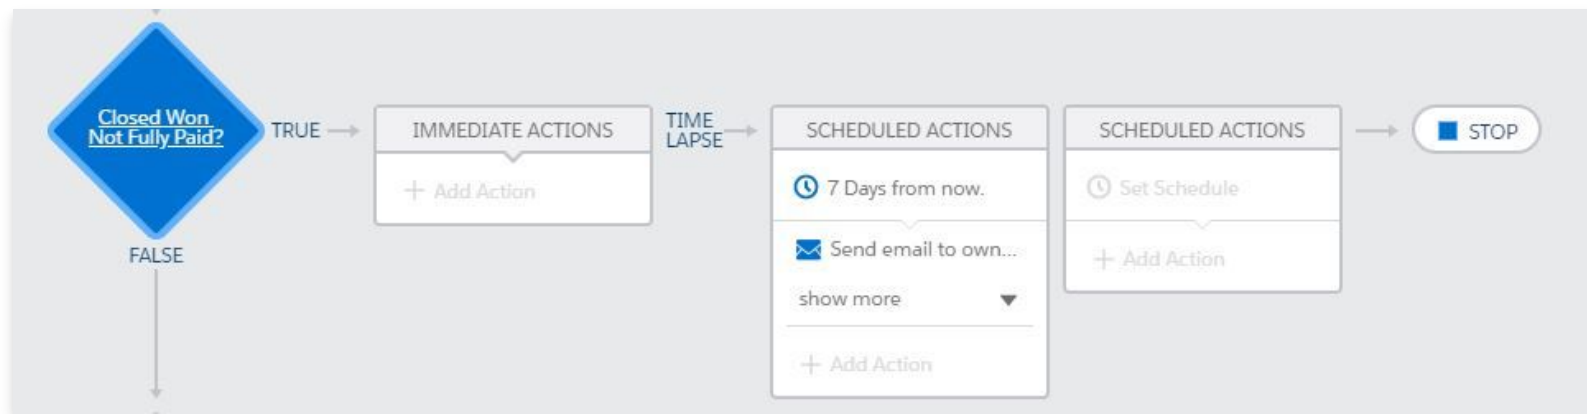 Closed Won
Not Fully Paid?
TRUE
FALSE
IMMEDIATE ACTIONS
+ Add Action
TIME
LAPSE
SCHEDULED ACTIONS
7 Days from now.
Send email to own...
show more
+ Add Action
SCHEDULED ACTIONS
Set Schedule
+ Add Action
STOP